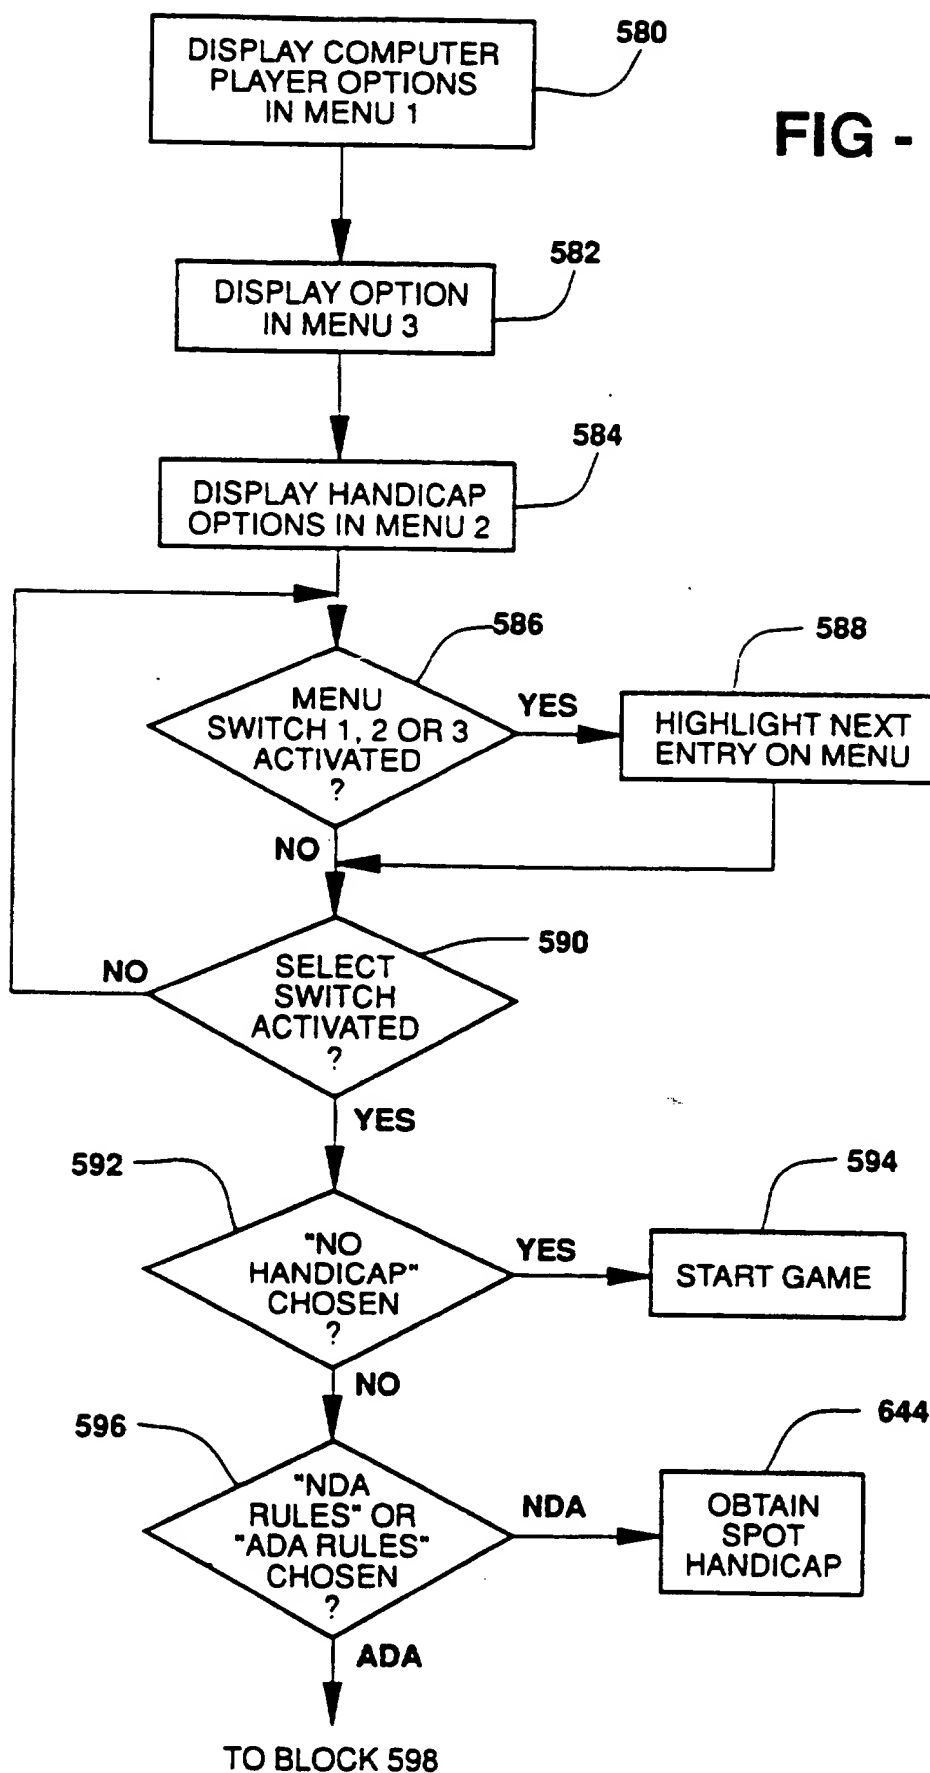 580
DISPLAY COMPUTER
PLAYER OPTIONS
IN MENU 1
FIG -
582
DISPLAY OPTION
IN MENU 3
584
DISPLAY HANDICAP
OPTIONS IN MENU 2
586
588
MENU
SWITCH 1, 2 OR 3
ACTIVATED
?
YES
HIGHLIGHT NEXT
ENTRY ON MENU
NO
590
NO
SELECT
SWITCH
ACTIVATED
?
YES
592
594
"NO
HANDICAP"
CHOSEN
?
YES
START GAME
NO
596
644
"NDA
RULES" OR
"ADA RULES"
CHOSEN
?
NDA
OBTAIN
SPOT
HANDICAP
ADA
TO BLOCK 598